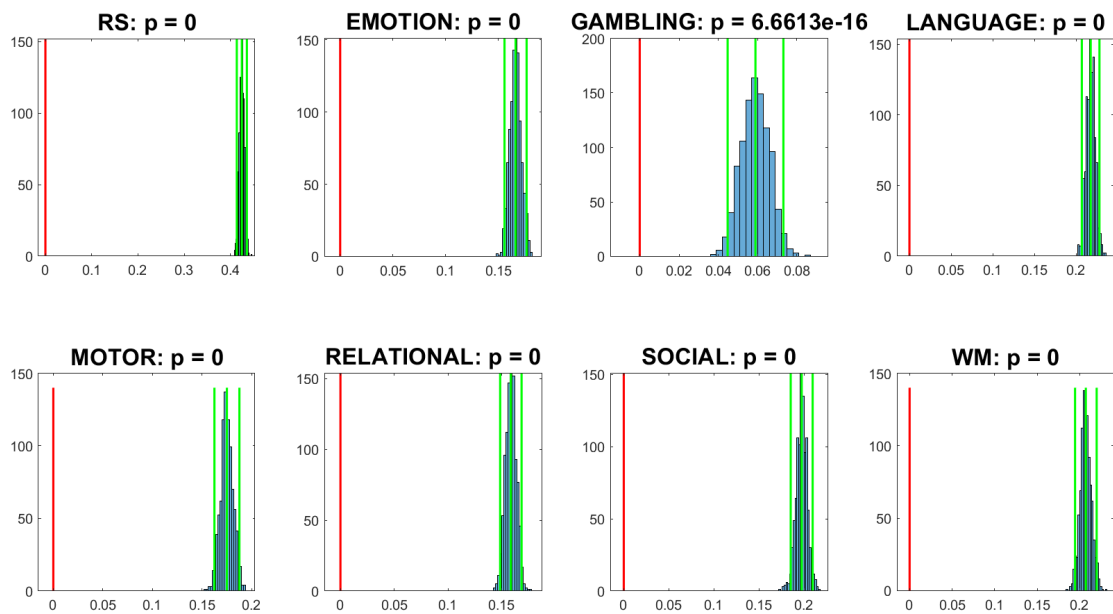 RS: p = 0
EMOTION: p = 0
GAMBLING: p = 6.6613e-16
LANGUAGE: p = 0
150
100
50
0
0 0.1 0.2 0.3 0.4
150
100
50
0
0 0.05 0.1 0.15
200
150
100
50
0
0 0.02 0.04 0.06 0.08
150
100
50
0
0 0.05 0.1 0.15 0.2
MOTOR: p = 0
RELATIONAL: p = 0
SOCIAL: p = 0
WM: p = 0
150
100
50
0
0 0.05 0.1 0.15 0.2
150
100
50
0
0 0.05 0.1 0.15
150
100
50
0
0 0.05 0.1 0.15 0.2
150
100
50
0
0 0.05 0.1 0.15 0.2